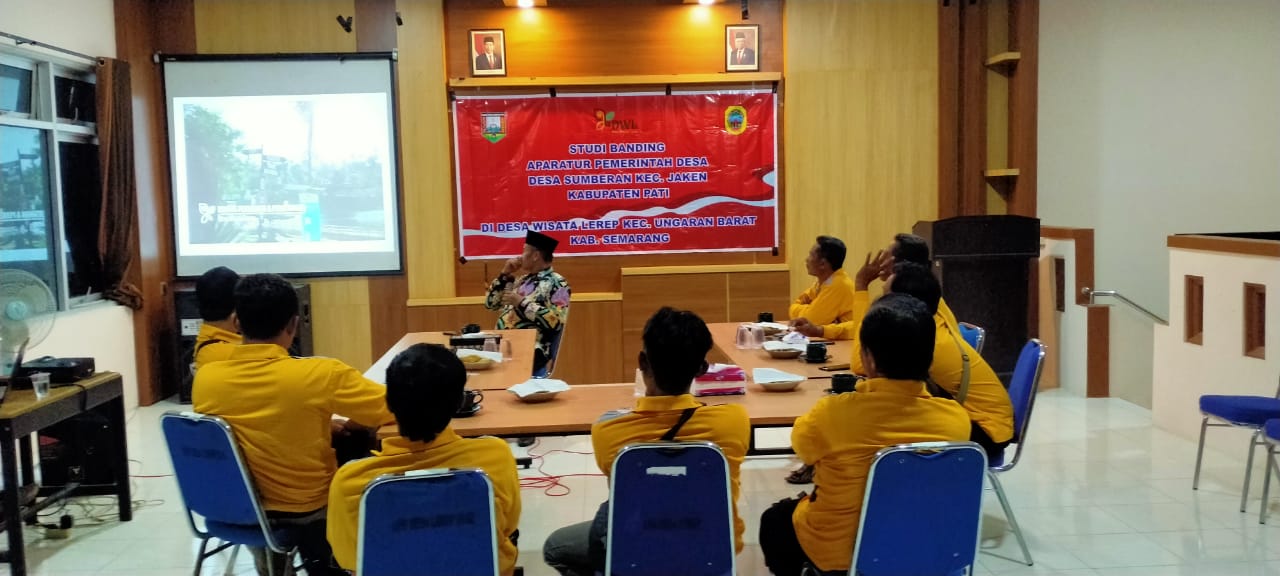 DWL
STUDI BANDING
APARATUR PEMERINTAH DESA
DESA SUMBERAN KEC. JAKEN
KABUPATEN PATI
DI DESA WISATA LEREP KEC. UNGARAN BARAT
KAB. SEMARANG